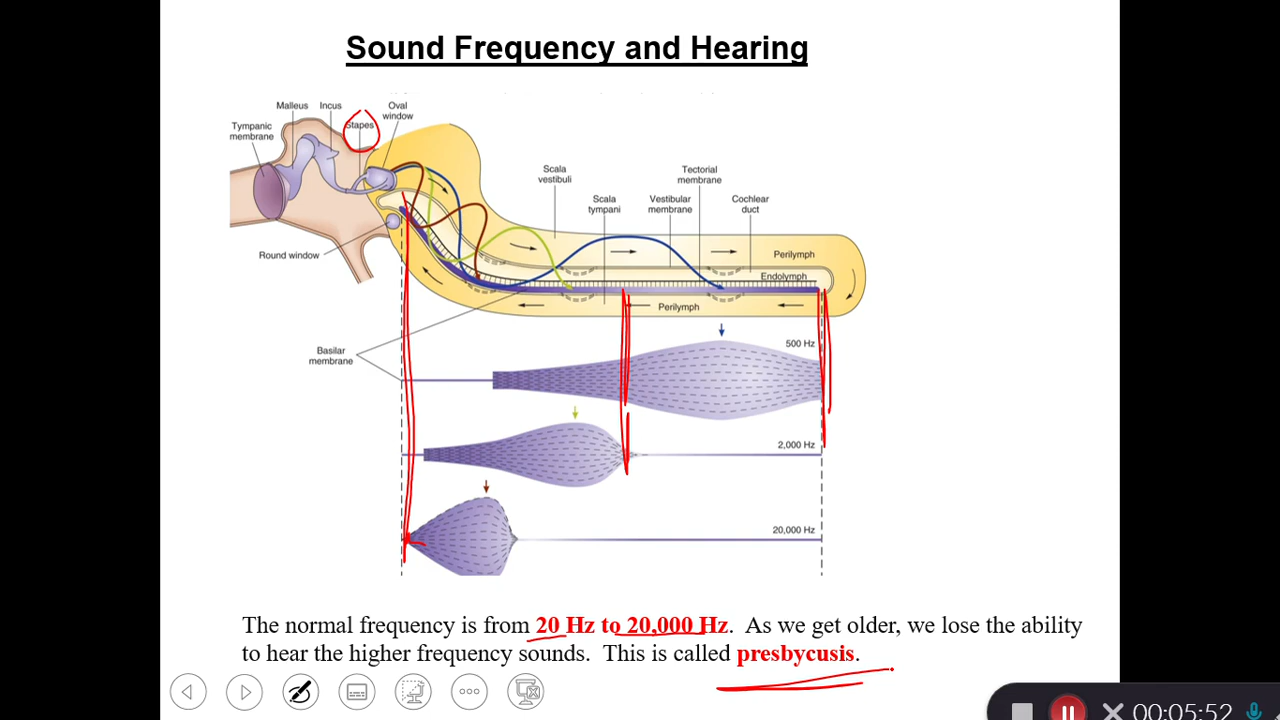 Sound Frequency and Hearing
Malleus Incus Oval window
Stapes
Tympanic membrane
Scala vestibuli
Tectorial membrane
Scala tympani
Vestibular membrane
Cochlear duct
Round window
Perilymph
Endolymph
Perilymph
Basilar membrane
500 Hz
2,000 Hz
20,000 Hz
The normal frequency is from 20 Hz to 20,000 Hz. As we get older, we lose the ability
to hear the higher frequency sounds. This is called presbycusis.
00:05:52